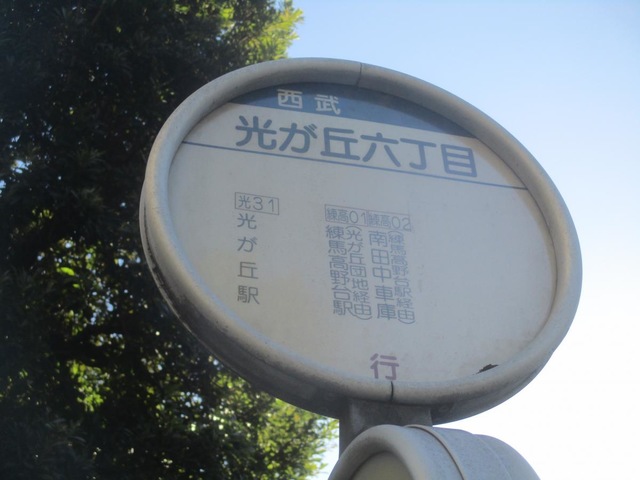 西武
光が丘六丁目
光31
光が丘駅
練高01
練馬高野台駅
(光が丘団地経由)
練高02
南田中車庫
(練馬高野台駅経由)
行